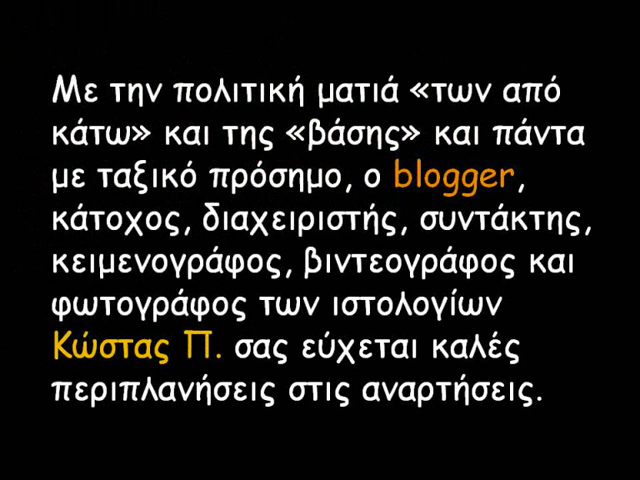 Με την πολιτική ματιά «των από
κάτω» και της «βάσης» και πάντα
με ταξικό πρόσημο, ο blogger,
κάτοχος, διαχειριστής, συντάκτης,
κειμενογράφος, βιντεογράφος και
φωτογράφος των ιστολογίων
Κώστας Π. σας εύχεται καλές
περιπλανήσεις στις αναρτήσεις.